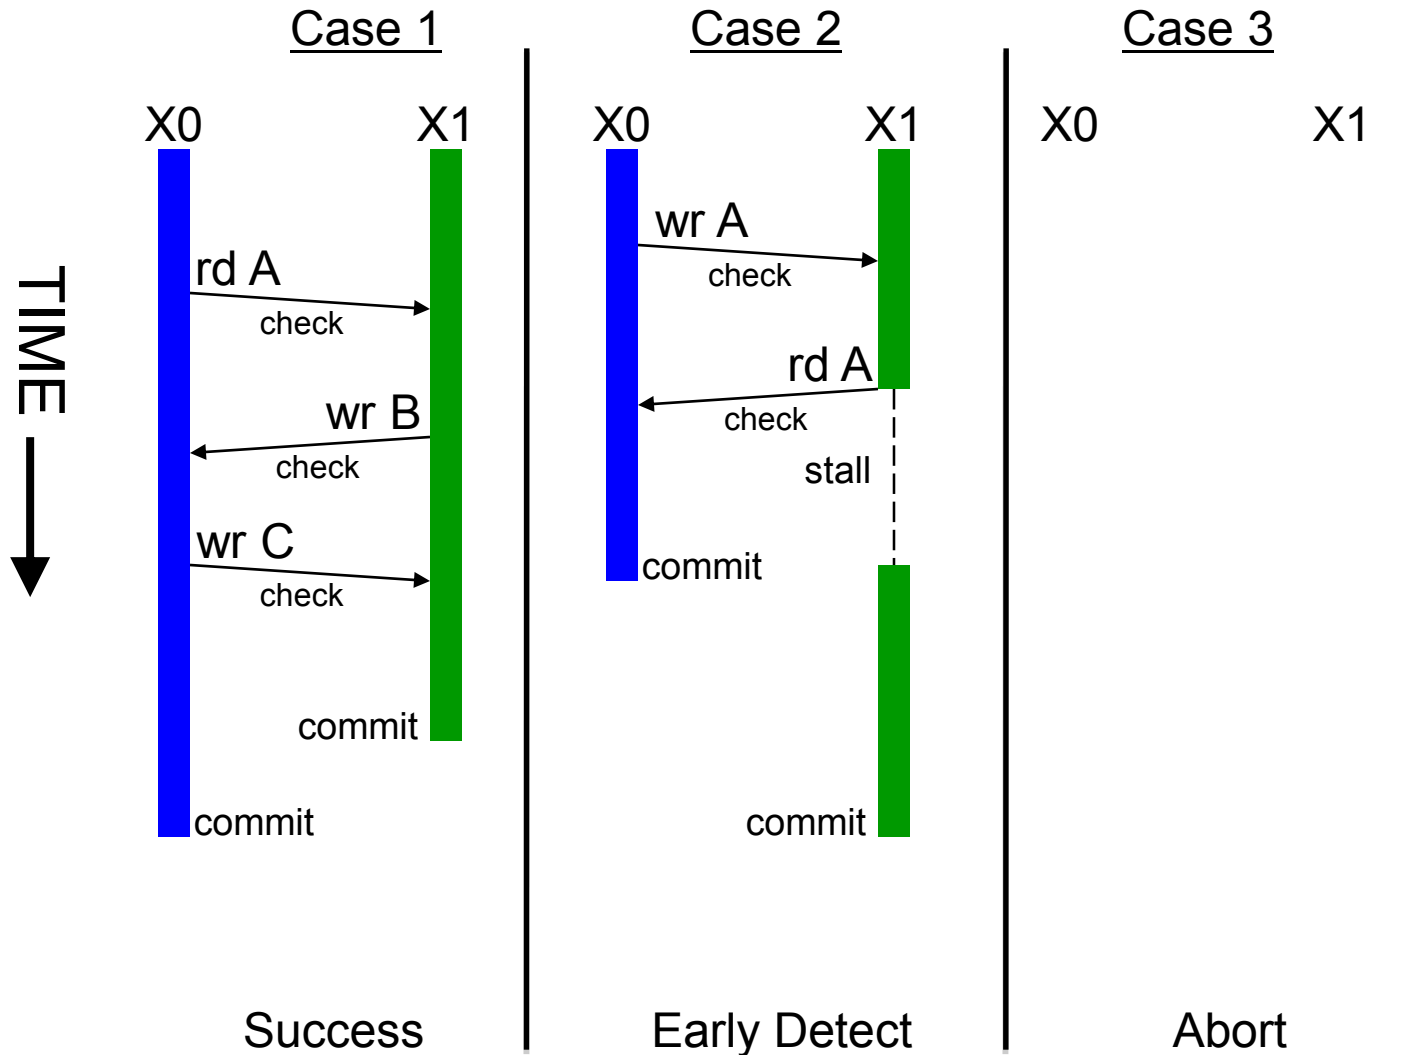 Case 1
Case 2
Case 3
X0
X1
X0
X1
X0
X1
TIME
rd A
check
wr B
check
wr C
check
commit
commit
wr A
check
rd A
check
stall
commit
commit
Success
Early Detect
Abort